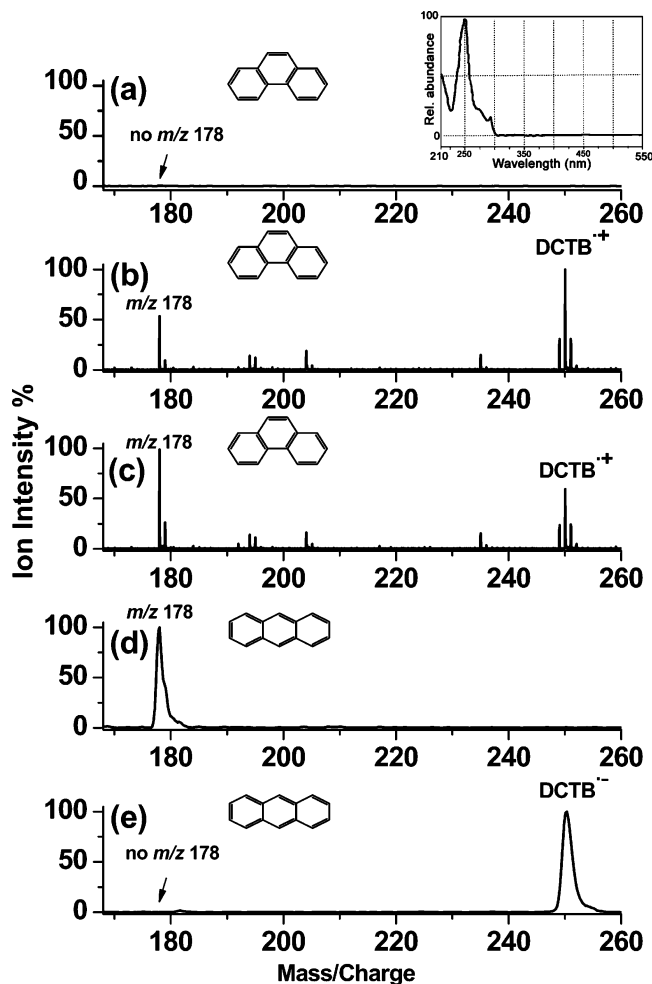 100
Rel. abundance
0
210 250 350 450 550
Wavelength (nm)
(a)
100
50
0
no m/z 178
180 200 220 240 260
(b)
100
50
0
m/z 178
DCTB·+
180 200 220 240 260
(c)
100
50
0
m/z 178
DCTB·+
180 200 220 240 260
(d)
100
50
0
m/z 178
180 200 220 240 260
(e)
100
50
0
no m/z 178
DCTB·−
180 200 220 240 260
Mass/Charge
Ion Intensity %